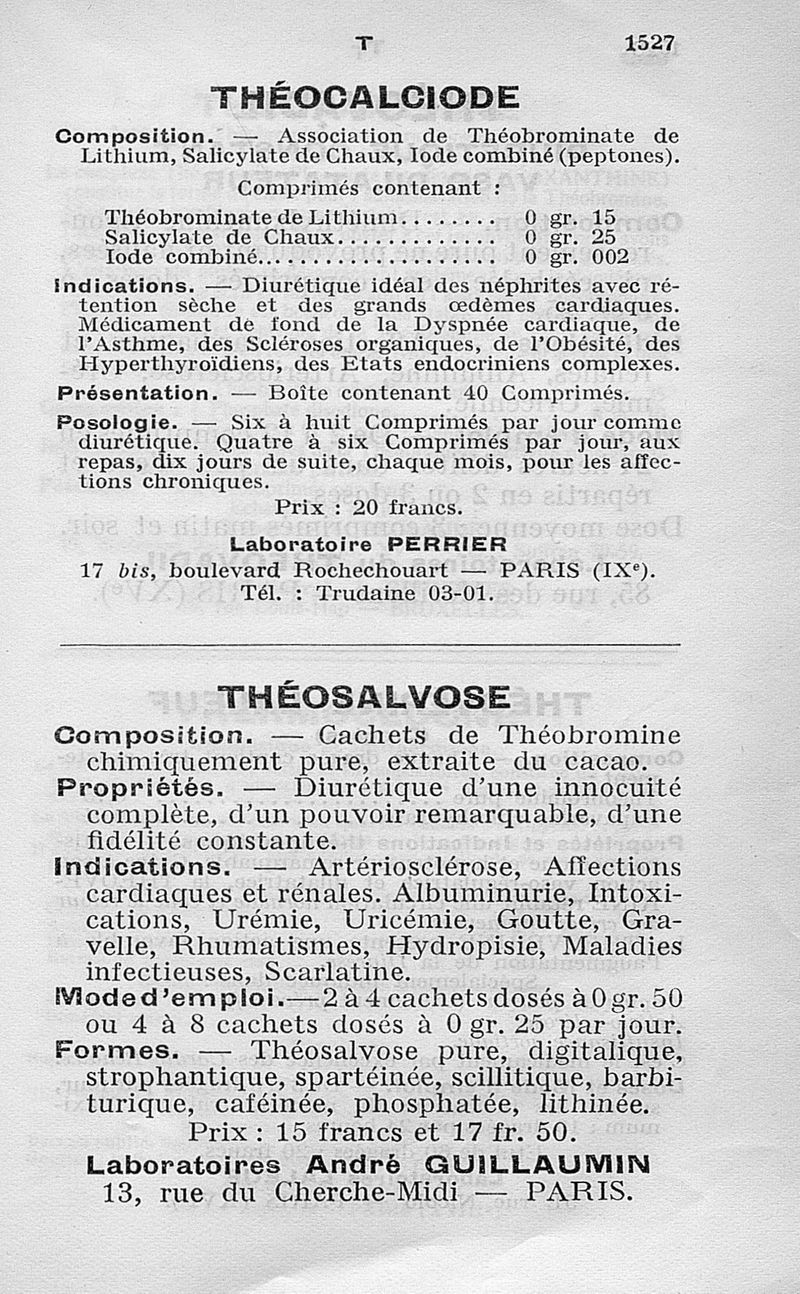 T 1527
THÉOCALCIODE
Composition. — Association de Théobrominate de
Lithium, Salicylate de Chaux, Iode combiné (peptones).
Comprimés contenant :
Théobrominate de Lithium........ 0 gr. 15
Salicylate de Chaux............. 0 gr. 25
Iode combiné................... 0 gr. 002
Indications. — Diurétique idéal des néphrites avec ré-
tention sèche et des grands œdèmes cardiaques.
Médicament de fond de la Dyspnée cardiaque, de
l'Asthme, des Scléroses organiques, de l'Obésité, des
Hyperthyroïdiens, des Etats endocriniens complexes.
Présentation. — Boîte contenant 40 Comprimés.
Posologie. — Six à huit Comprimés par jour comme
diurétique. Quatre à six Comprimés par jour, aux
repas, dix jours de suite, chaque mois, pour les affec-
tions chroniques.
Prix : 20 francs.
Laboratoire PERRIER
17 bis, boulevard Rochechouart — PARIS (IXe).
Tél. : Trudaine 03-01.
THÉOSALVOSE
Composition. — Cachets de Théobromine
chimiquement pure, extraite du cacao.
Propriétés. — Diurétique d'une innocuité
complète, d'un pouvoir remarquable, d'une
fidélité constante.
Indications. — Artériosclérose, Affections
cardiaques et rénales. Albuminurie, Intoxi-
cations, Urémie, Uricémie, Goutte, Gra-
velle, Rhumatismes, Hydropisie, Maladies
infectieuses, Scarlatine.
Mode d'emploi. — 2 à 4 cachets dosés à 0 gr. 50
ou 4 à 8 cachets dosés à 0 gr. 25 par jour.
Formes. — Théosalvose pure, digitalique,
strophantique, spartéinée, scillitique, barbi-
turique, caféinée, phosphatée, lithinée.
Prix : 15 francs et 17 fr. 50.
Laboratoires André GUILLAUMIN
13, rue du Cherche-Midi — PARIS.